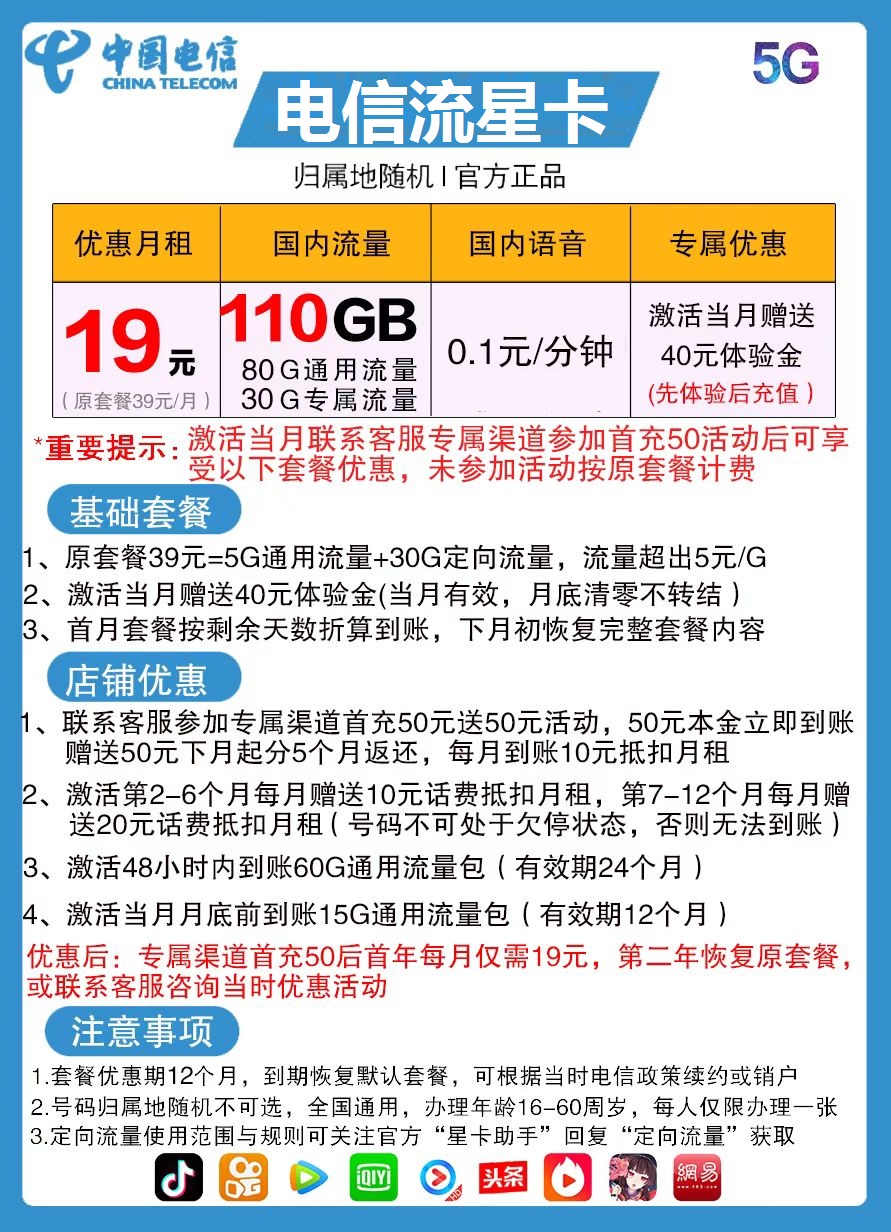 中国电信
CHINA TELECOM
5G
电信流星卡
归属地随机 | 官方正品
优惠月租 国内流量 国内语音 专属优惠
19元
(原套餐39元/月)
110GB
80G通用流量
30G专属流量
0.1元/分钟
激活当月赠送
40元体验金
(先体验后充值)
*重要提示: 激活当月联系客服专属渠道参加首充50活动后可享
受以下套餐优惠，未参加活动按原套餐计费
基础套餐
1、原套餐39元=5G通用流量+30G定向流量，流量超出5元/G
2、激活当月赠送40元体验金(当月有效，月底清零不转结)
3、首月套餐按剩余天数折算到账，下月初恢复完整套餐内容
店铺优惠
1、联系客服参加专属渠道首充50元送50元活动，50元本金立即到账
赠送50元下月起分5个月返还，每月到账10元抵扣月租
2、激活第2-6个月每月赠送10元话费抵扣月租，第7-12个月每月赠
送20元话费抵扣月租(号码不可处于欠停状态，否则无法到账)
3、激活48小时内到账60G通用流量包(有效期24个月)
4、激活当月月底前到账15G通用流量包(有效期12个月)
优惠后：专属渠道首充50后首年每月仅需19元，第二年恢复原套餐，
或联系客服咨询当时优惠活动
注意事项
1.套餐优惠期12个月，到期恢复默认套餐，可根据当时电信政策续约或销户
2.号码归属地随机不可选，全国通用，办理年龄16-60周岁，每人仅限办理一张
3.定向流量使用范围与规则可关注官方“星卡助手”回复“定向流量”获取
iQIYI
HD
头条
網易
www.163.com